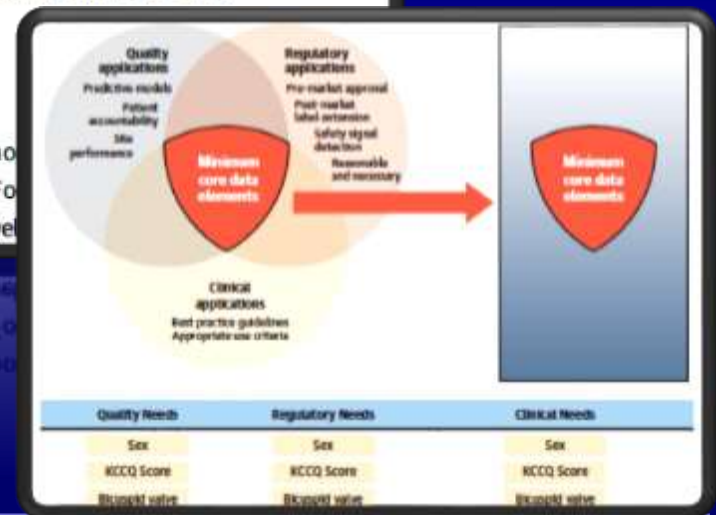 Quality
applications
Predictive models
Patient
accountability
Site
performance
Regulatory
applications
Pre-market approval
Post-market
label extension
Safety signal
detection
Reasonable
and necessary
Minimum
core data
elements
Clinical
applications
Best practice guidelines
Appropriate use criteria
Minimum
core data
elements
Quality Needs Regulatory Needs Clinical Needs
Sex Sex Sex
KCCQ Score KCCQ Score KCCQ Score
Bicuspid valve Bicuspid valve Bicuspid valve